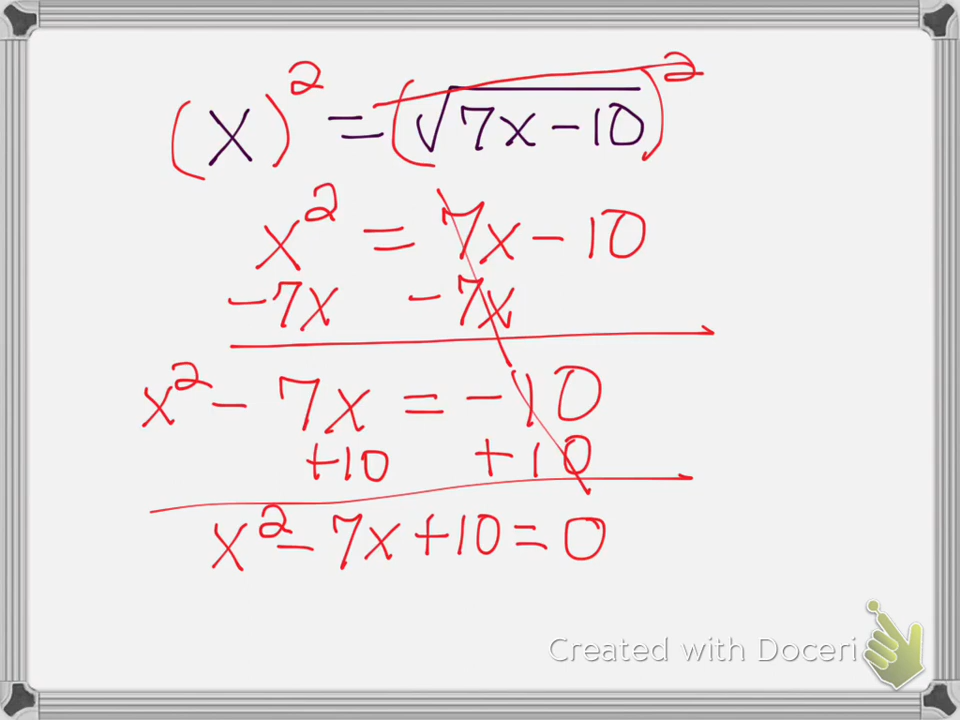 (x)² = (√7x-10)²
x² = 7x - 10
-7x -7x
x² - 7x = -10
+10 +10
x² - 7x + 10 = 0
Created with Doceri